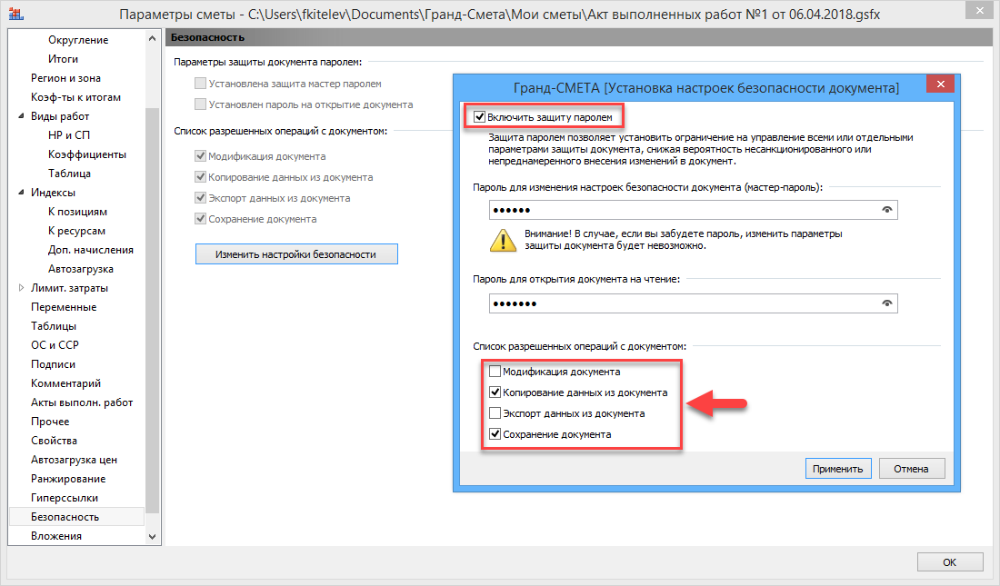 Параметры сметы - C:\Users\fkitelev\Documents\Гранд-Смета\Мои сметы\Акт выполненных работ №1 от 06.04.2018.gsfx
Округление
Итоги
Регион и зона
Коэф-ты к итогам
Виды работ
НР и СП
Коэффициенты
Таблица
Индексы
К позициям
К ресурсам
Доп. начисления
Автозагрузка
Лимит. затраты
Переменные
Таблицы
ОС и ССР
Подписи
Комментарий
Акты выполн. работ
Прочее
Свойства
Автозагрузка цен
Ранжирование
Гиперссылки
Безопасность
Вложения
Безопасность
Параметры защиты документа паролем:
Установлена защита мастер паролем
Установлен пароль на открытие документа
Список разрешенных операций с документом:
Модификация документа
Копирование данных из документа
Экспорт данных из документа
Сохранение документа
Изменить настройки безопасности
Гранд-СМЕТА [Установка настроек безопасности документа]
Включить защиту паролем
Защита паролем позволяет установить ограничение на управление всеми или отдельными
параметрами защиты документа, снижая вероятность несанкционированного или
непреднамеренного внесения изменений в документ.
Пароль для изменения настроек безопасности документа (мастер-пароль):
Внимание! В случае, если вы забудете пароль, изменить параметры
защиты документа будет невозможно.
Пароль для открытия документа на чтение:
Список разрешенных операций с документом:
Модификация документа
Копирование данных из документа
Экспорт данных из документа
Сохранение документа
Применить
Отмена
ОК